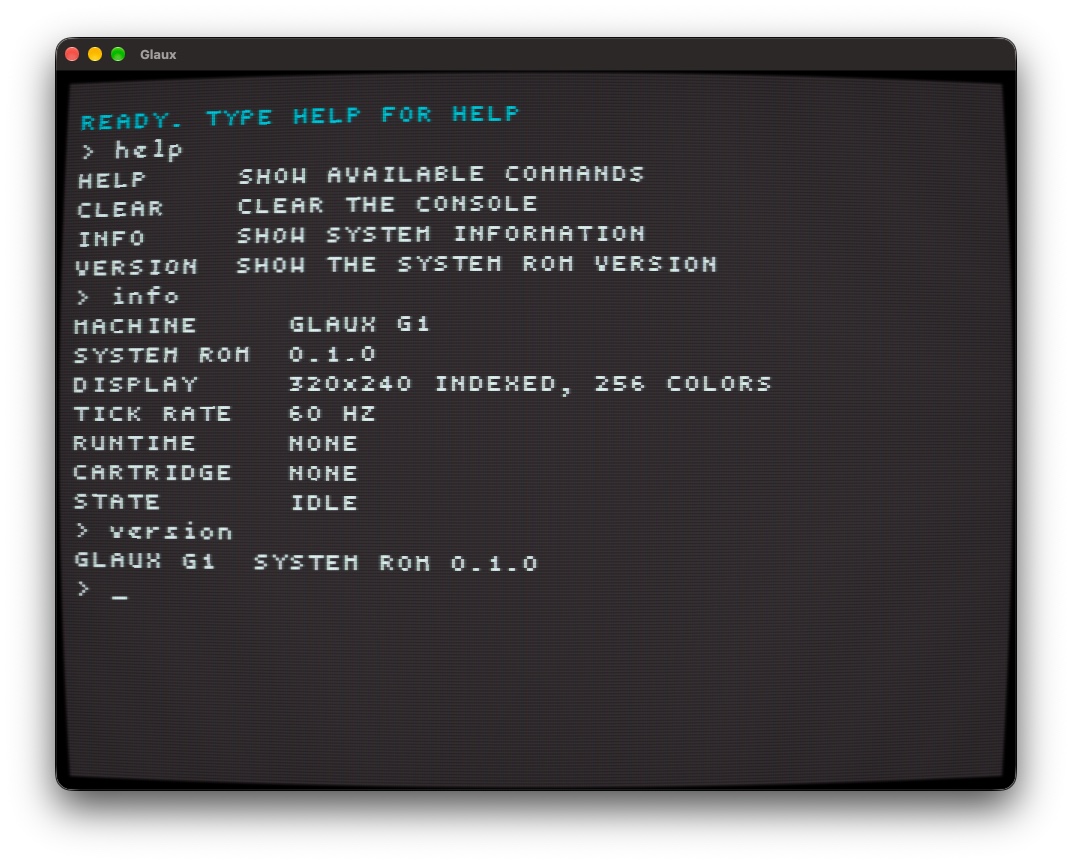 Glaux
READY. TYPE HELP FOR HELP
> help
HELP SHOW AVAILABLE COMMANDS
CLEAR CLEAR THE CONSOLE
INFO SHOW SYSTEM INFORMATION
VERSION SHOW THE SYSTEM ROM VERSION
> info
MACHINE GLAUX G1
SYSTEM ROM 0.1.0
DISPLAY 320x240 INDEXED, 256 COLORS
TICK RATE 60 HZ
RUNTIME NONE
CARTRIDGE NONE
STATE IDLE
> version
GLAUX G1 SYSTEM ROM 0.1.0
> _